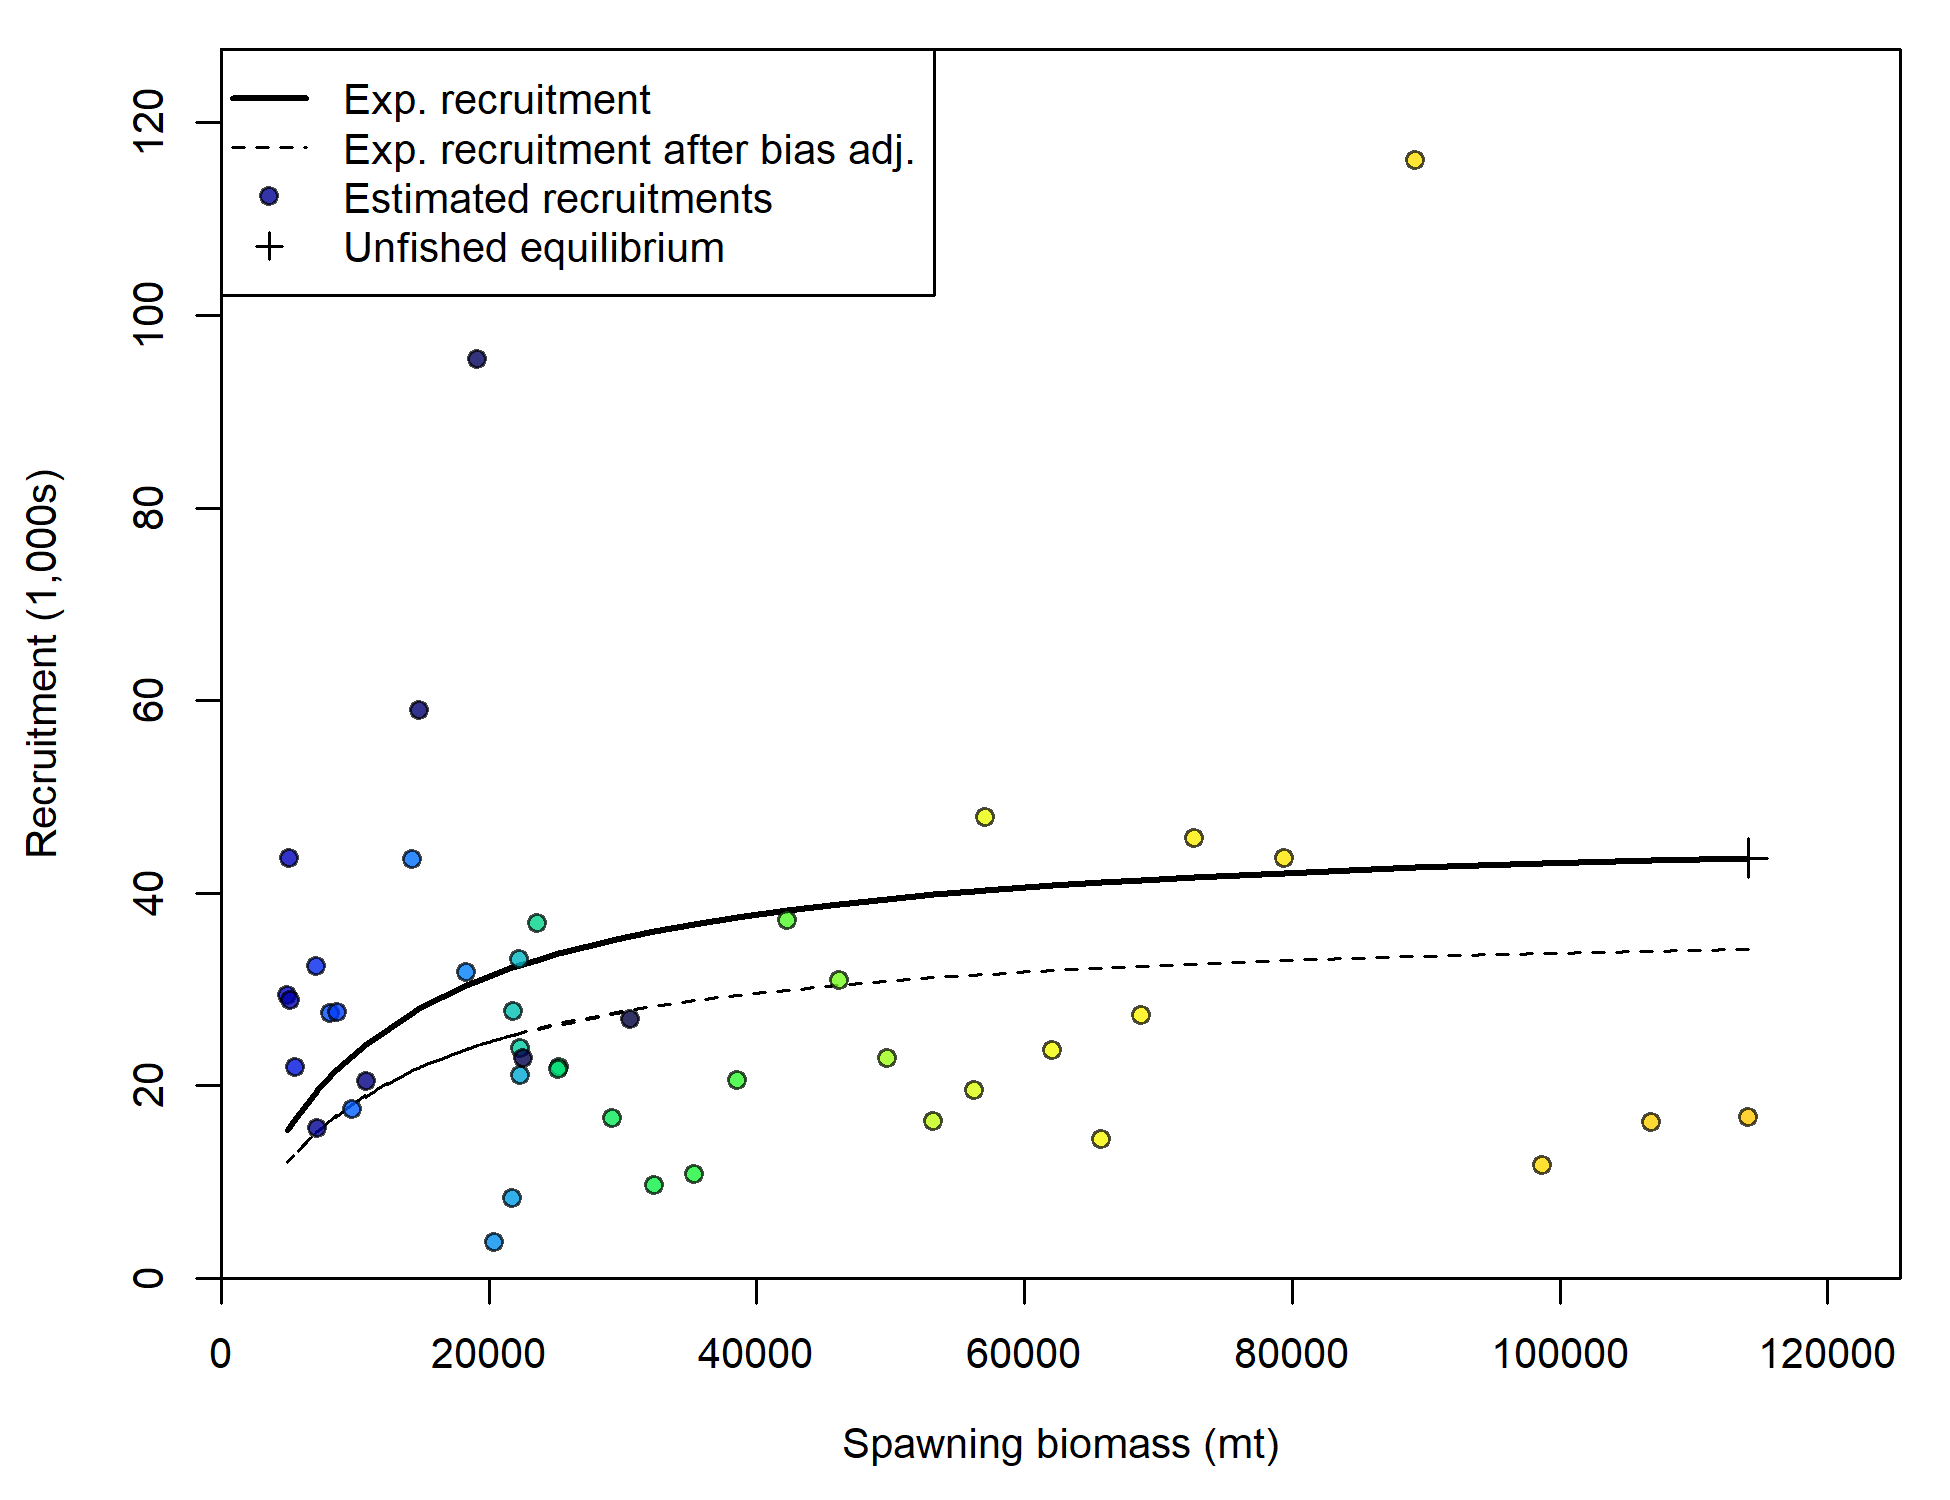 Exp. recruitment
Exp. recruitment after bias adj.
Estimated recruitments
Unfished equilibrium
120
100
80
60
40
20
0
Recruitment (1,000s)
0 20000 40000 60000 80000 100000 120000
Spawning biomass (mt)